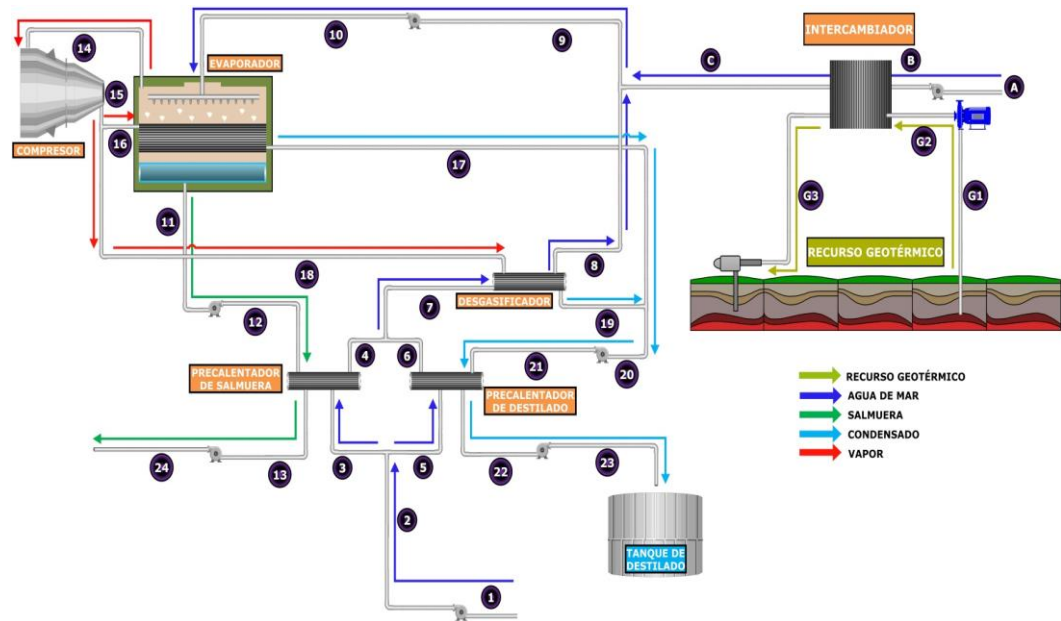 10
9
INTERCAMBIADOR
14
EVAPORADOR
C
B
A
15
COMPRESOR
16
17
G2
11
G3
G1
RECURSO GEOTÉRMICO
18
8
DESGASIFICADOR
7
19
12
4
6
21
20
PRECALENTADOR
DE SALMUERA
PRECALENTADOR
DE DESTILADO
RECURSO GEOTÉRMICO
AGUA DE MAR
SALMUERA
CONDENSADO
VAPOR
24
13
3
5
22
23
2
TANQUE DE
DESTILADO
1